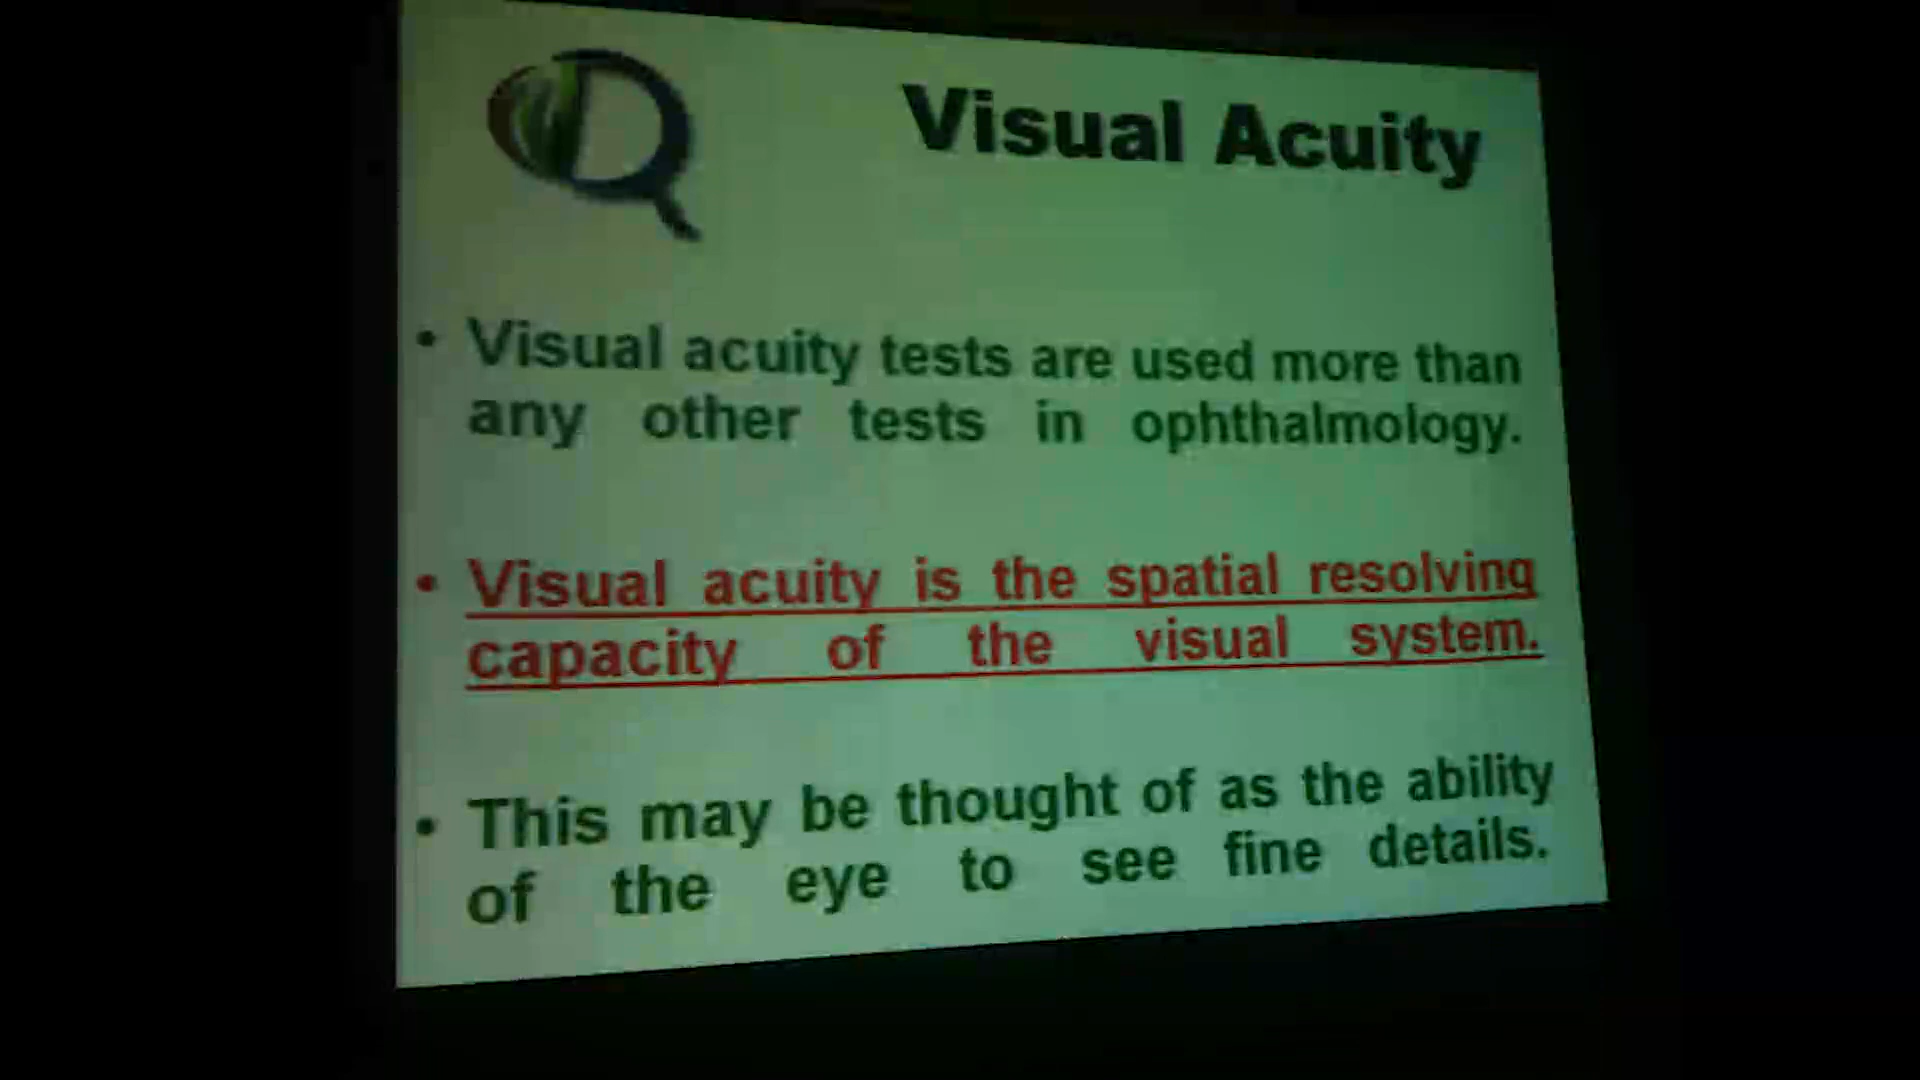 Visual Acuity
• Visual acuity tests are used more than
any other tests in ophthalmology.
• Visual acuity is the spatial resolving
capacity of the visual system.
• This may be thought of as the ability
of the eye to see fine details.